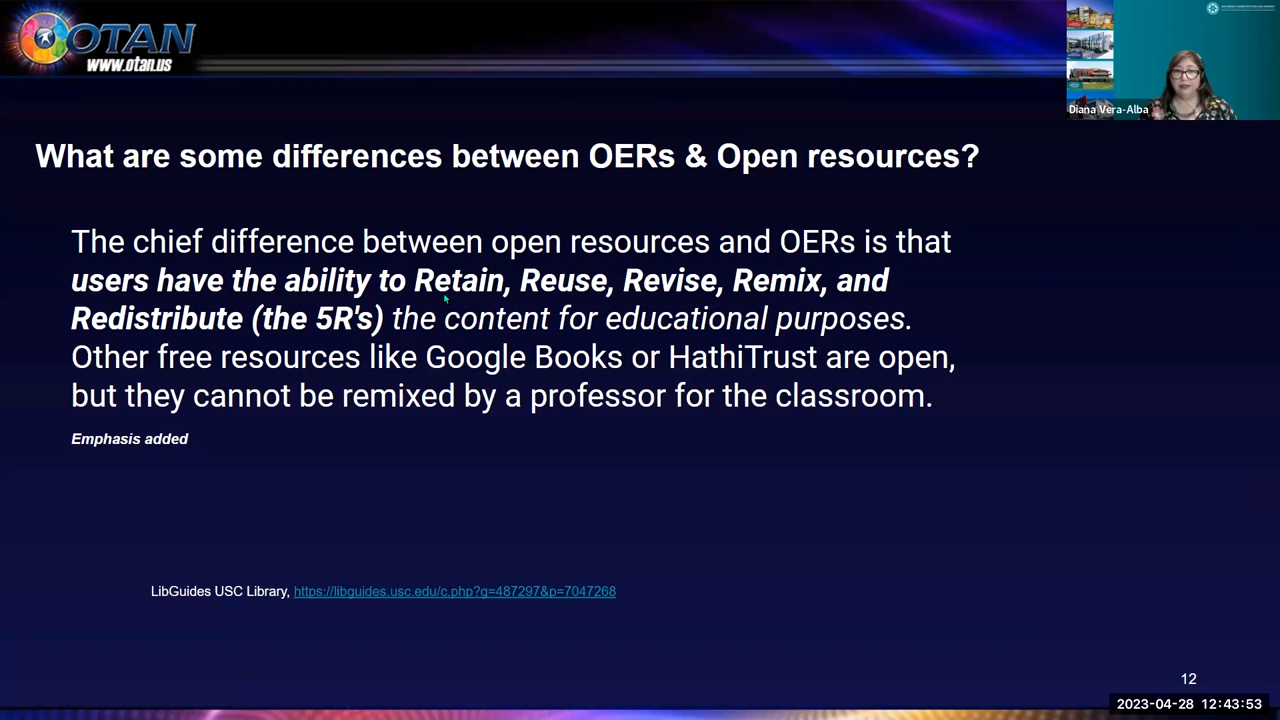 OTAN
www.otan.us
Diana Vera-Alba
What are some differences between OERs & Open resources?
The chief difference between open resources and OERs is that
users have the ability to Retain, Reuse, Revise, Remix, and
Redistribute (the 5R's) the content for educational purposes.
Other free resources like Google Books or HathiTrust are open,
but they cannot be remixed by a professor for the classroom.
Emphasis added
LibGuides USC Library, https://libguides.usc.edu/c.php?g=487297&p=7047268
12
2023-04-28 12:43:53